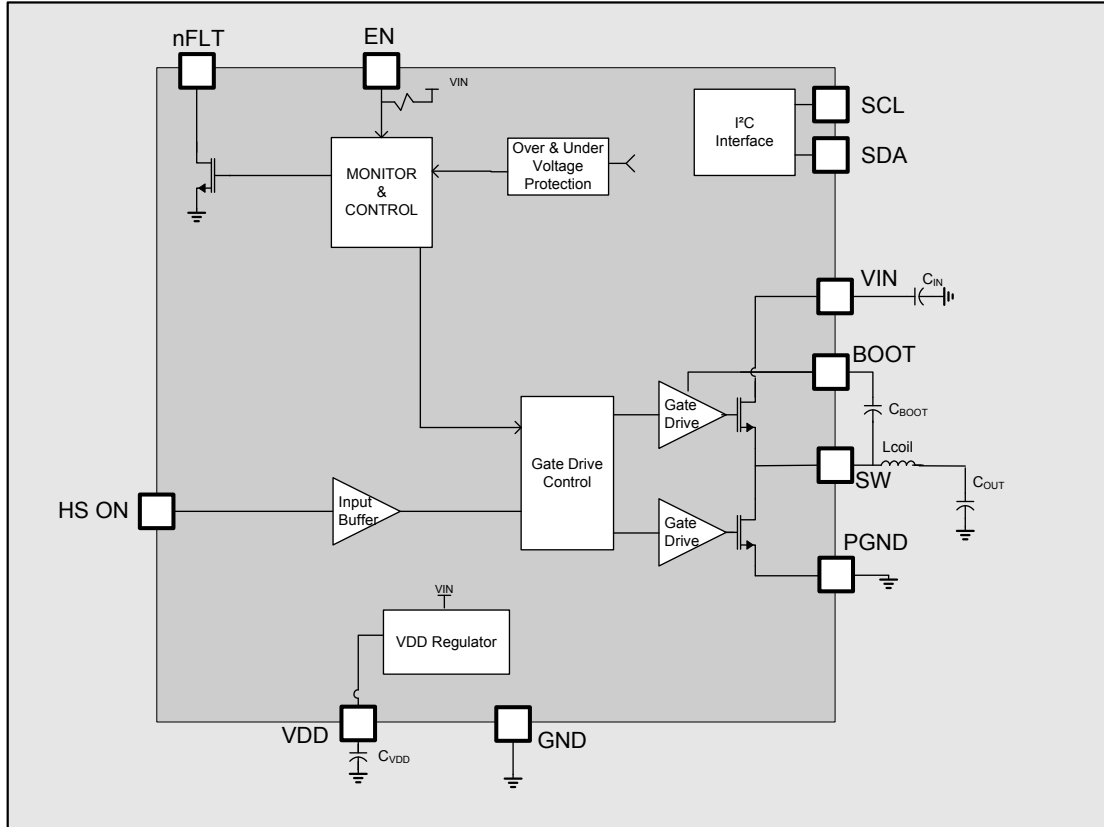 nFLT
EN
VIN
SCL
I²C
Interface
SDA
Over & Under
Voltage
Protection
MONITOR
&
CONTROL
VIN
CIN
BOOT
Gate
Drive
CBOOT
Gate Drive
Control
Lcoil
SW
COUT
HS ON
Input
Buffer
Gate
Drive
PGND
VIN
VDD Regulator
VDD
CVDD
GND